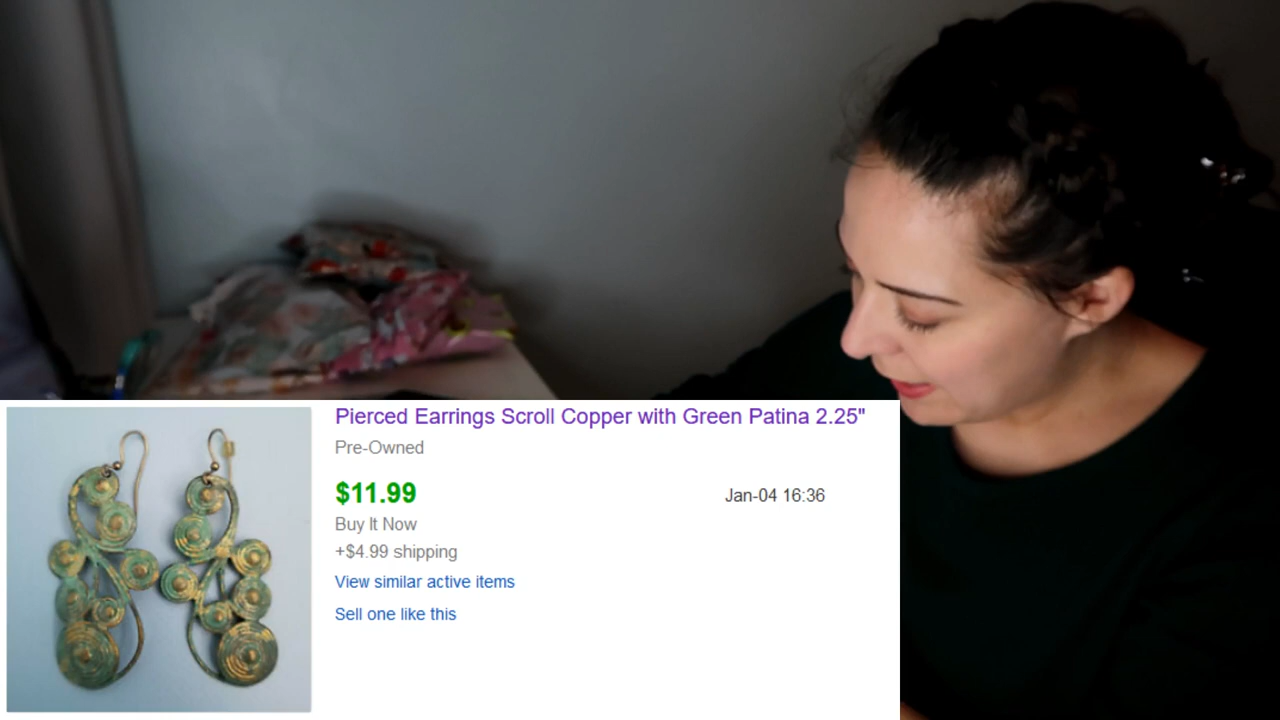 Pierced Earrings Scroll Copper with Green Patina 2.25"
Pre-Owned
$11.99
Jan-04 16:36
Buy It Now
+$4.99 shipping
View similar active items
Sell one like this